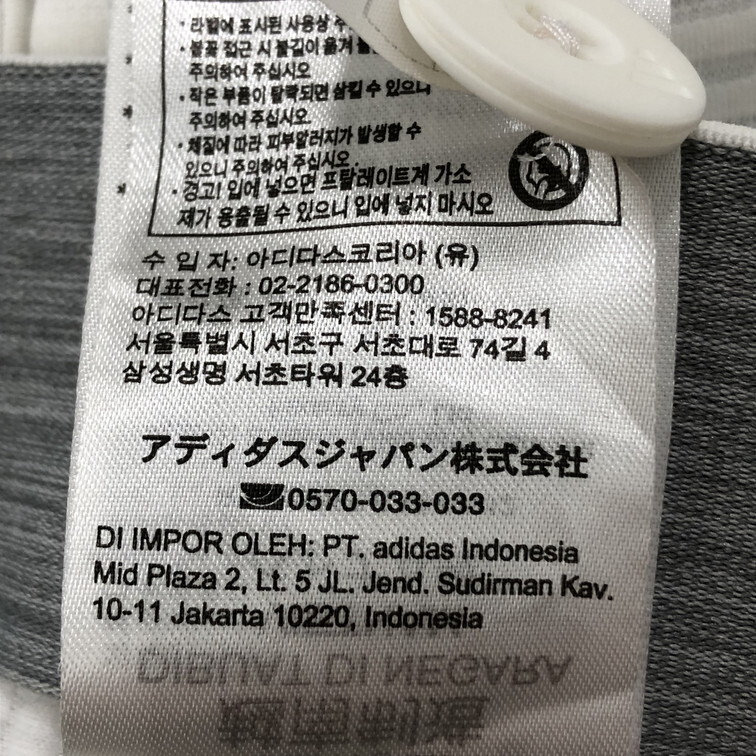 • 라벨에 표시된 사용상 주
• 불꽃 접근 시 불길이 옮겨 붙
주의하여 주십시오
• 작은 부품이 탈락되면 삼킬 수 있으니
주의하여 주십시오
• 체질에 따라 피부알러지가 발생할 수
있으니 주의하여 주십시오.
• 경고! 입에 넣으면 프탈레이트계 가소
제가 용출될 수 있으니 입에 넣지 마시오
수 입 자: 아디다스코리아 (유)
대표전화 : 02-2186-0300
아디다스 고객만족센터 : 1588-8241
서울특별시 서초구 서초대로 74길 4
삼성생명 서초타워 24층
アディダスジャパン株式会社
0570-033-033
DI IMPOR OLEH: PT. adidas Indonesia
Mid Plaza 2, Lt. 5 JL. Jend. Sudirman Kav.
10-11 Jakarta 10220, Indonesia
DIBUAT DI NEGARA
越南制造